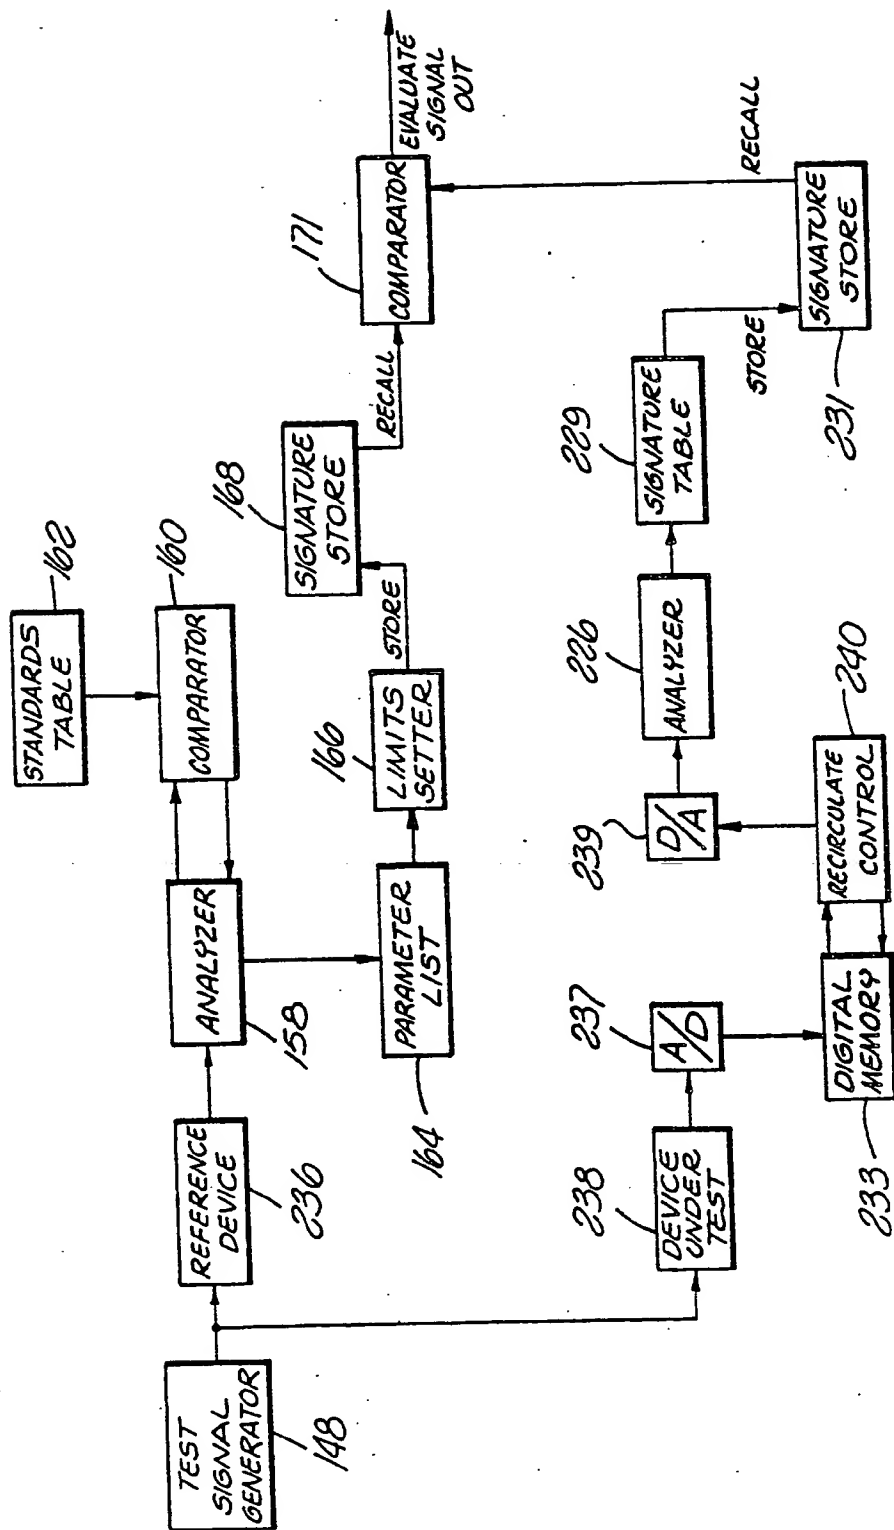 TEST
SIGNAL
GENERATOR
148
REFERENCE
DEVICE
236
ANALYZER
158
COMPARATOR
160
STANDARDS
TABLE
162
PARAMETER
LIST
164
LIMITS
SETTER
166
STORE
SIGNATURE
STORE
168
RECALL
COMPARATOR
171
EVALUATE
SIGNAL
OUT
DEVICE
UNDER
TEST
238
A/D
237
DIGITAL
MEMORY
233
RECIRCULATE
CONTROL
240
D/A
239
ANALYZER
226
SIGNATURE
TABLE
229
STORE
SIGNATURE
STORE
231
RECALL